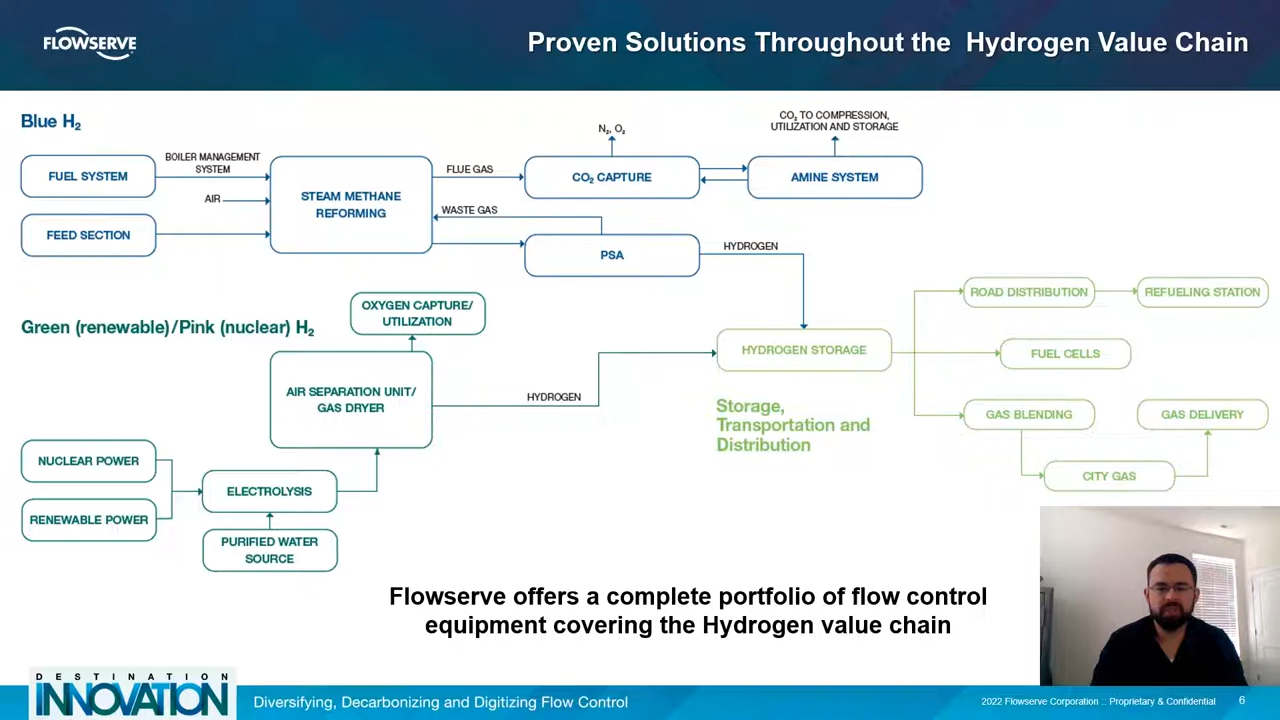 FLOWSERVE
Proven Solutions Throughout the Hydrogen Value Chain
Blue H₂
FUEL SYSTEM
BOILER MANAGEMENT
SYSTEM
AIR
FEED SECTION
STEAM METHANE
REFORMING
FLUE GAS
WASTE GAS
N₂, O₂
CO₂ CAPTURE
CO₂ TO COMPRESSION,
UTILIZATION AND STORAGE
AMINE SYSTEM
PSA
HYDROGEN
Green (renewable)/Pink (nuclear) H₂
OXYGEN CAPTURE/
UTILIZATION
AIR SEPARATION UNIT/
GAS DRYER
HYDROGEN
NUCLEAR POWER
RENEWABLE POWER
ELECTROLYSIS
PURIFIED WATER
SOURCE
HYDROGEN STORAGE
Storage,
Transportation and
Distribution
ROAD DISTRIBUTION
REFUELING STATION
FUEL CELLS
GAS BLENDING
GAS DELIVERY
CITY GAS
Flowserve offers a complete portfolio of flow control
equipment covering the Hydrogen value chain
DESTINATION
INNOVATION
Diversifying, Decarbonizing and Digitizing Flow Control
2022 Flowserve Corporation :: Proprietary & Confidential
6